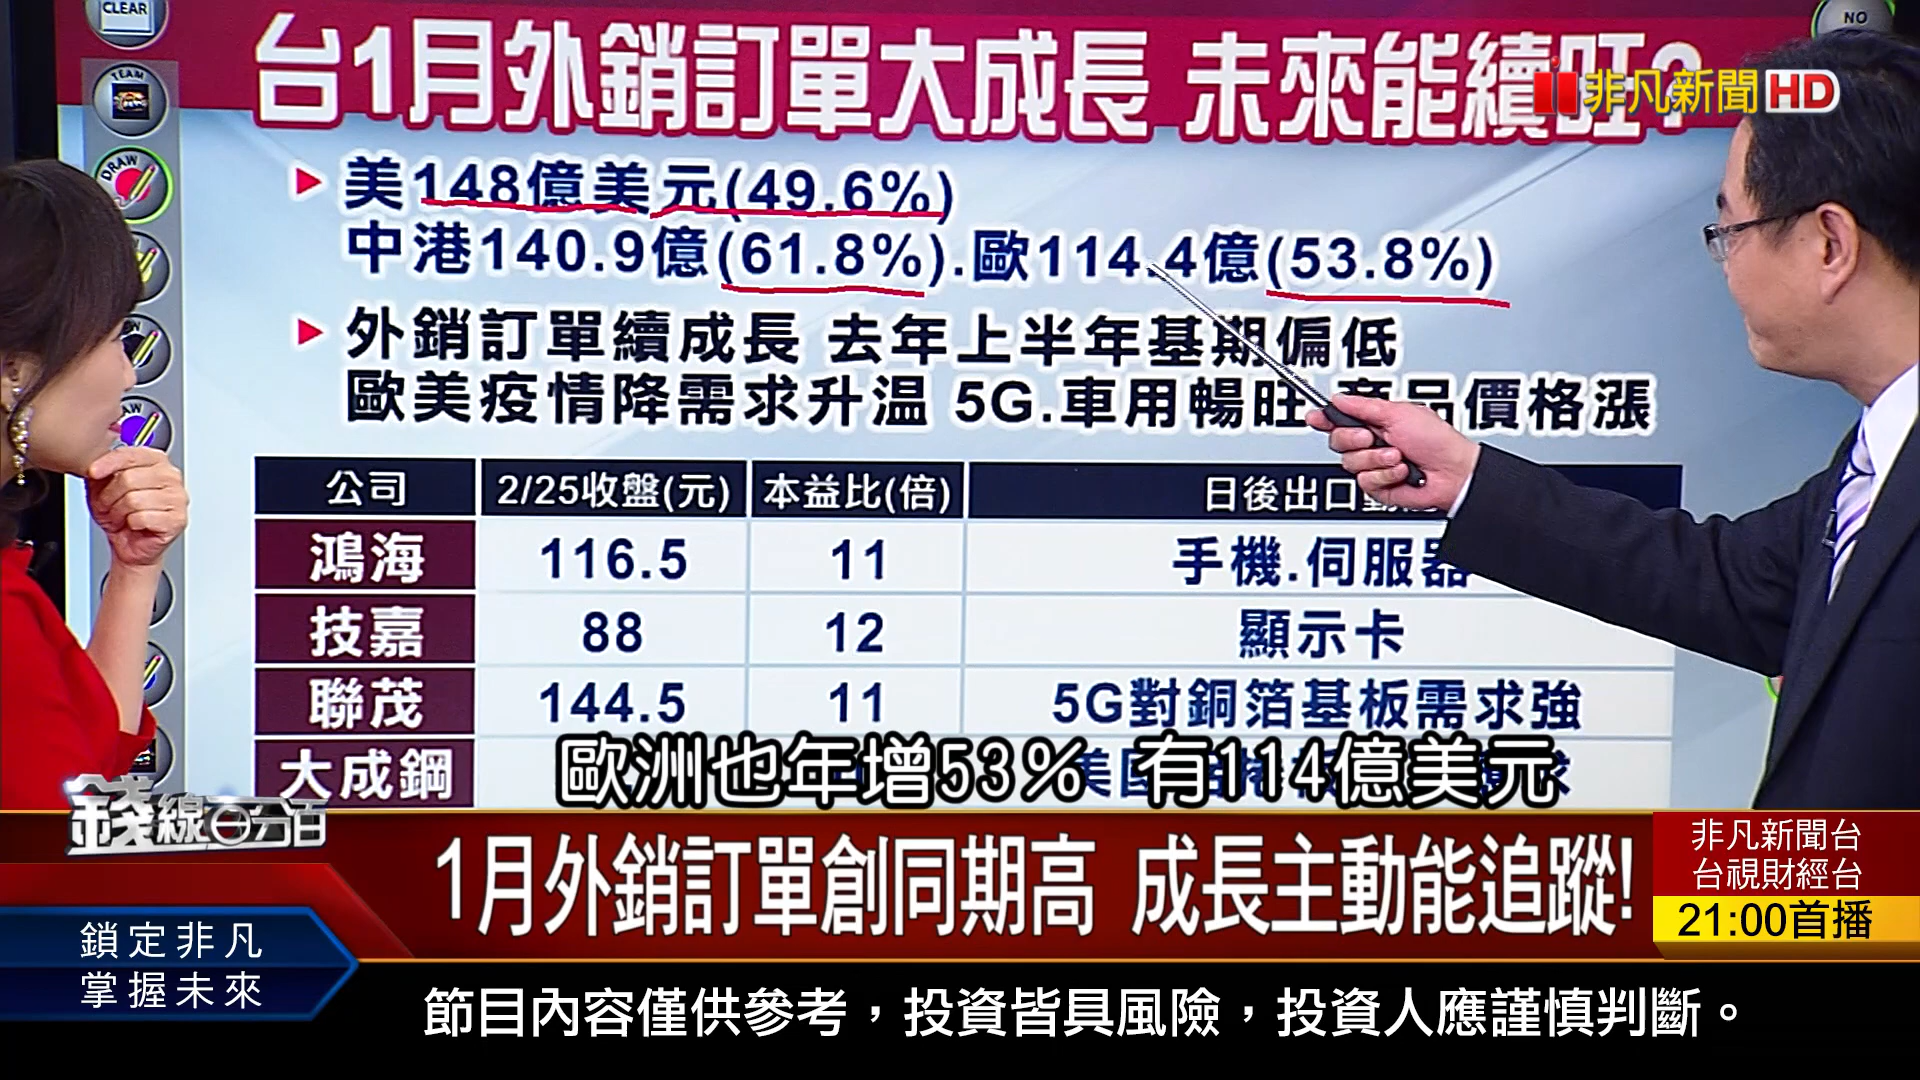 CLEAR
NO
TEAM
DRAW
台1月外銷訂單大成長 未來能續旺?
非凡新聞HD
美148億美元(49.6%)
中港140.9億(61.8%).歐114.4億(53.8%)
外銷訂單續成長 去年上半年基期偏低
歐美疫情降需求升温 5G.車用暢旺 商品價格漲
公司 2/25收盤(元) 本益比(倍) 日後出口
鴻海 116.5 11 手機.伺服器
技嘉 88 12 顯示卡
聯茂 144.5 11 5G對銅箔基板需求強
大成鋼
歐洲也年增53% 有114億美元
錢線百分百
1月外銷訂單創同期高 成長主動能追蹤!
非凡新聞台
台視財經台
21:00首播
鎖定非凡
掌握未來
節目內容僅供參考，投資皆具風險，投資人應謹慎判斷。